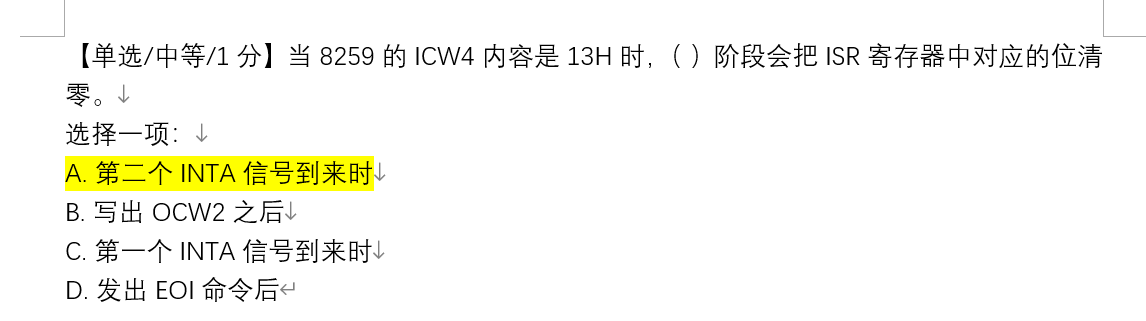 【单选/中等/1 分】当 8259 的 ICW4 内容是 13H 时,（ ）阶段会把 ISR 寄存器中对应的位清
零。↓
选择一项: ↓
A. 第二个 INTA 信号到来时↓
B. 写出 OCW2 之后↓
C. 第一个 INTA 信号到来时↓
D. 发出 EOI 命令后↵